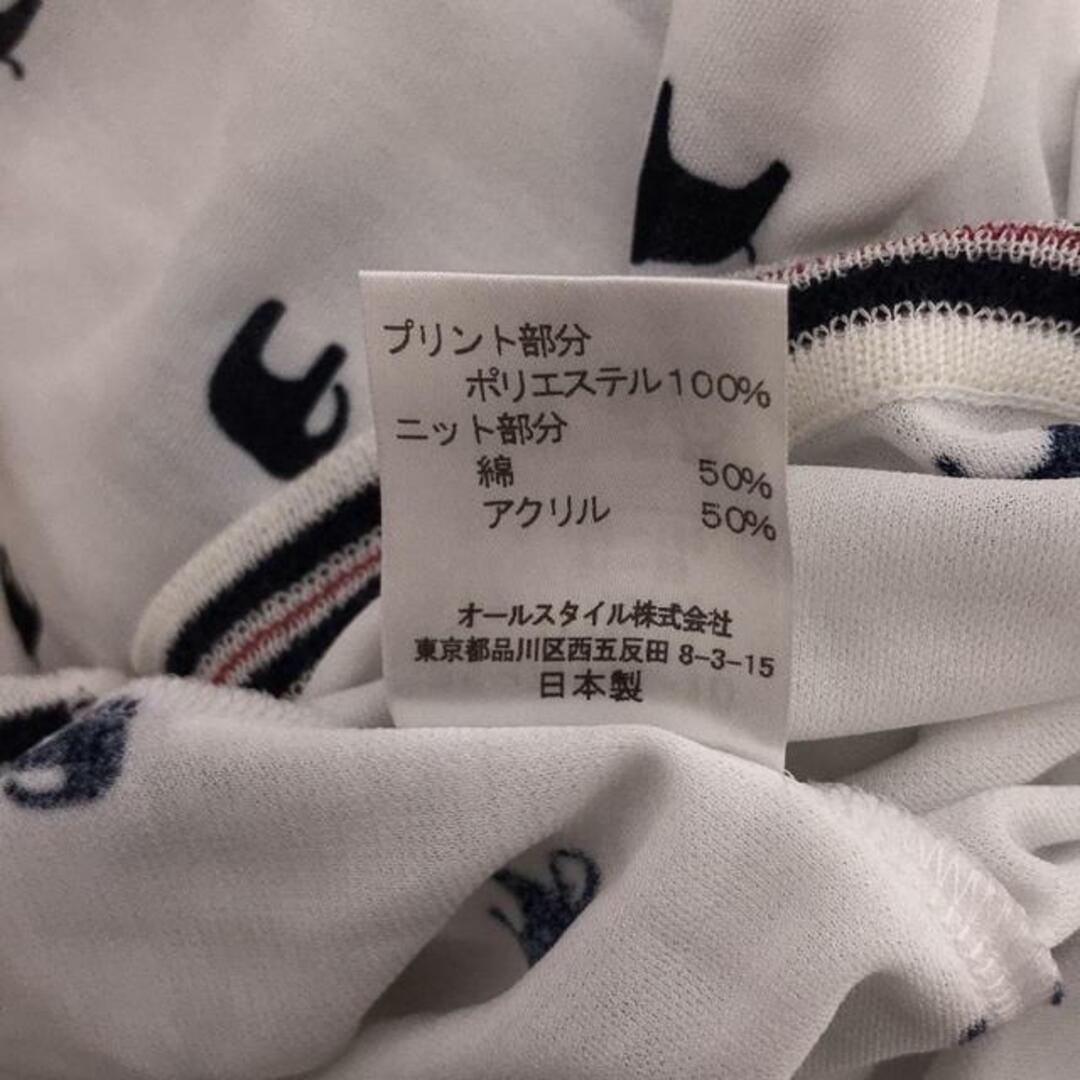 プリント部分
ポリエステル100%
ニット部分
綿 50%
アクリル 50%
オールスタイル株式会社
東京都品川区西五反田 8-3-15
日本製